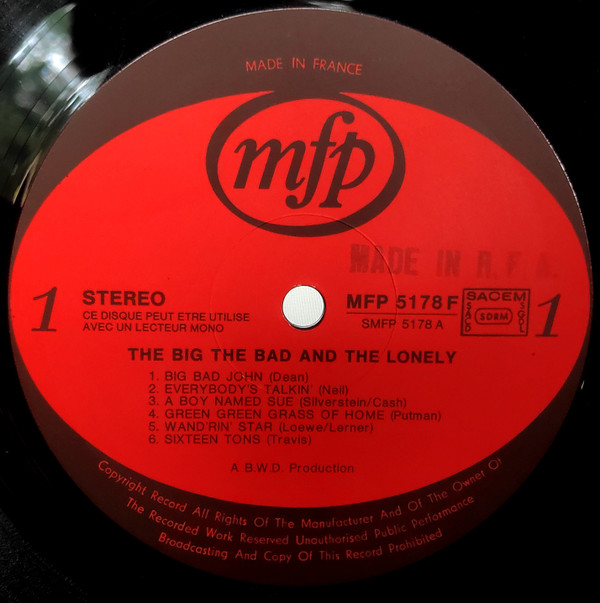 MADE IN FRANCE
mfp
MADE IN R.F.A.
1
STEREO
CE DISQUE PEUT ETRE UTILISE
AVEC UN LECTEUR MONO
MFP 5178 F
SMFP 5178 A
SACEM
SACD
SDRM
SGDL
1
THE BIG THE BAD AND THE LONELY
1. BIG BAD JOHN (Dean)
2. EVERYBODY'S TALKIN' (Neil)
3. A BOY NAMED SUE (Silverstein/Cash)
4. GREEN GREEN GRASS OF HOME (Putman)
5. WAND'RIN' STAR (Loewe/Lerner)
6. SIXTEEN TONS (Travis)
A B.W.D. Production
Copyright Record All Rights Of The Manufacturer And Of The Owner Of
The Recorded Work Reserved Unauthorised Public Performance
Broadcasting And Copy Of This Record Prohibited